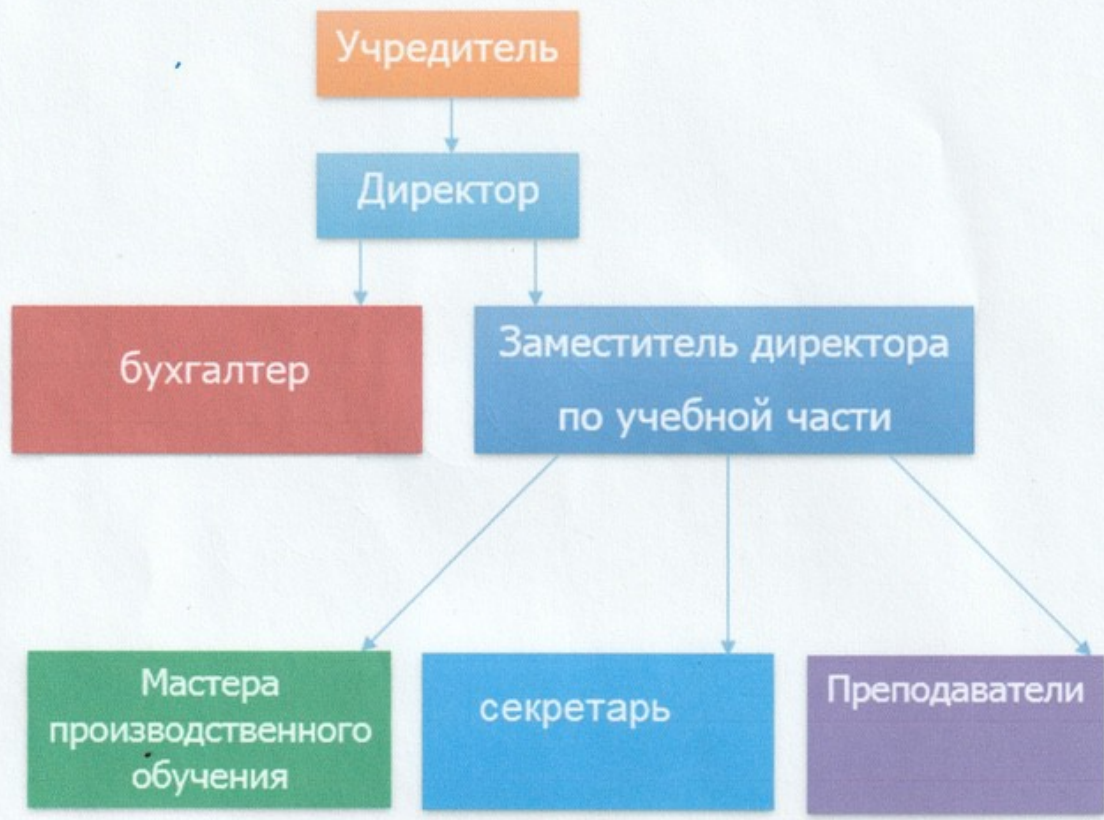 Учредитель
Директор
бухгалтер
Заместитель директора
по учебной части
Мастера
производственного
обучения
секретарь
Преподаватели